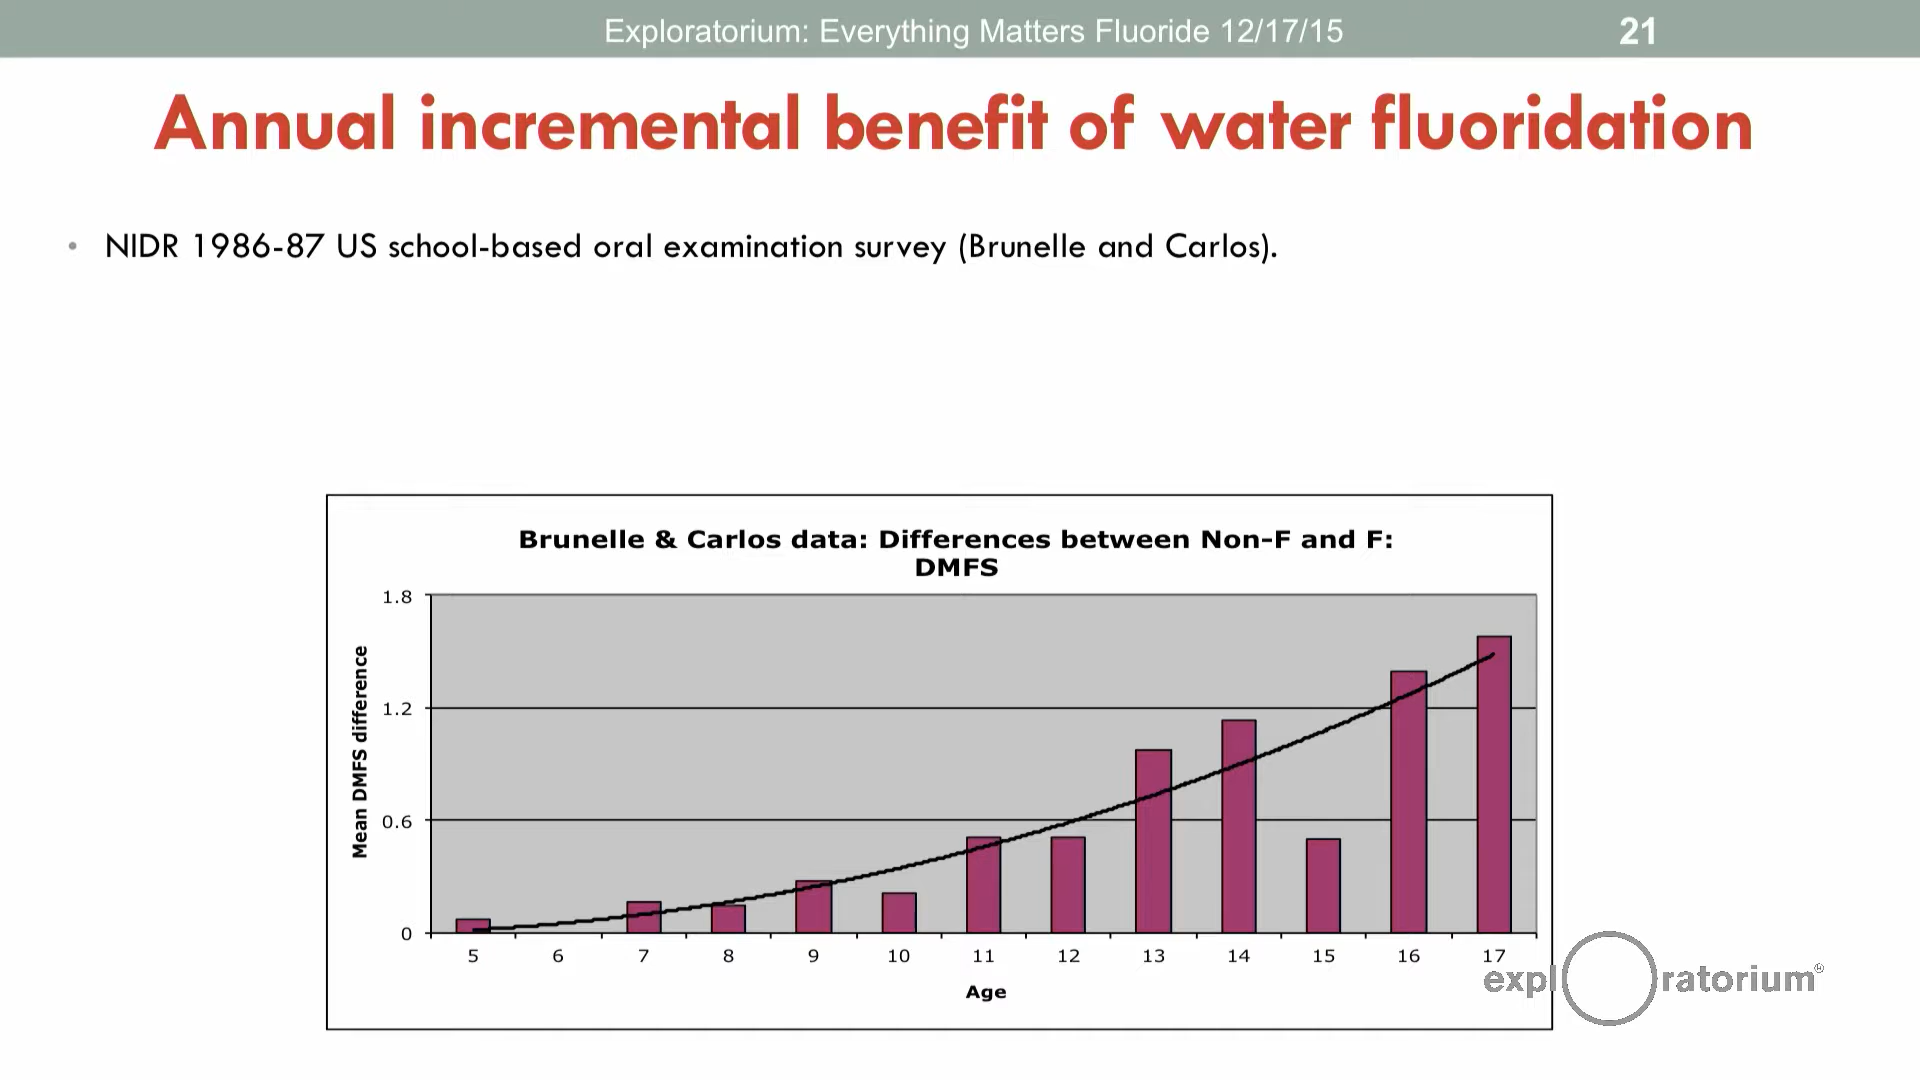 Exploratorium: Everything Matters Fluoride 12/17/15
21
Annual incremental benefit of water fluoridation
• NIDR 1986-87 US school-based oral examination survey (Brunelle and Carlos).
Brunelle & Carlos data: Differences between Non-F and F:
DMFS
Mean DMFS difference
1.8
1.2
0.6
0
5 6 7 8 9 10 11 12 13 14 15 16 17
Age
expl ratorium®